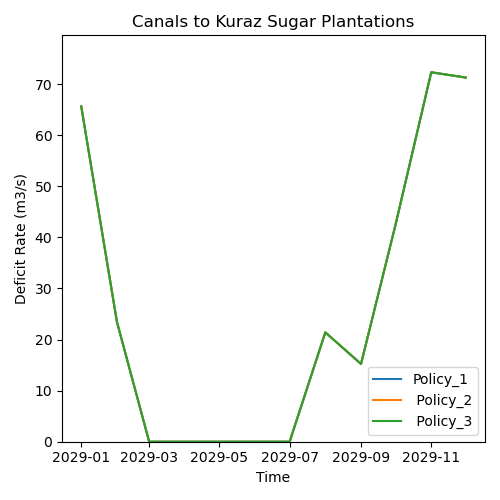 Canals to Kuraz Sugar Plantations
Deficit Rate (m3/s)
70
60
50
40
30
20
10
0
2029-01 2029-03 2029-05 2029-07 2029-09 2029-11
Time
Policy_1
Policy_2
Policy_3